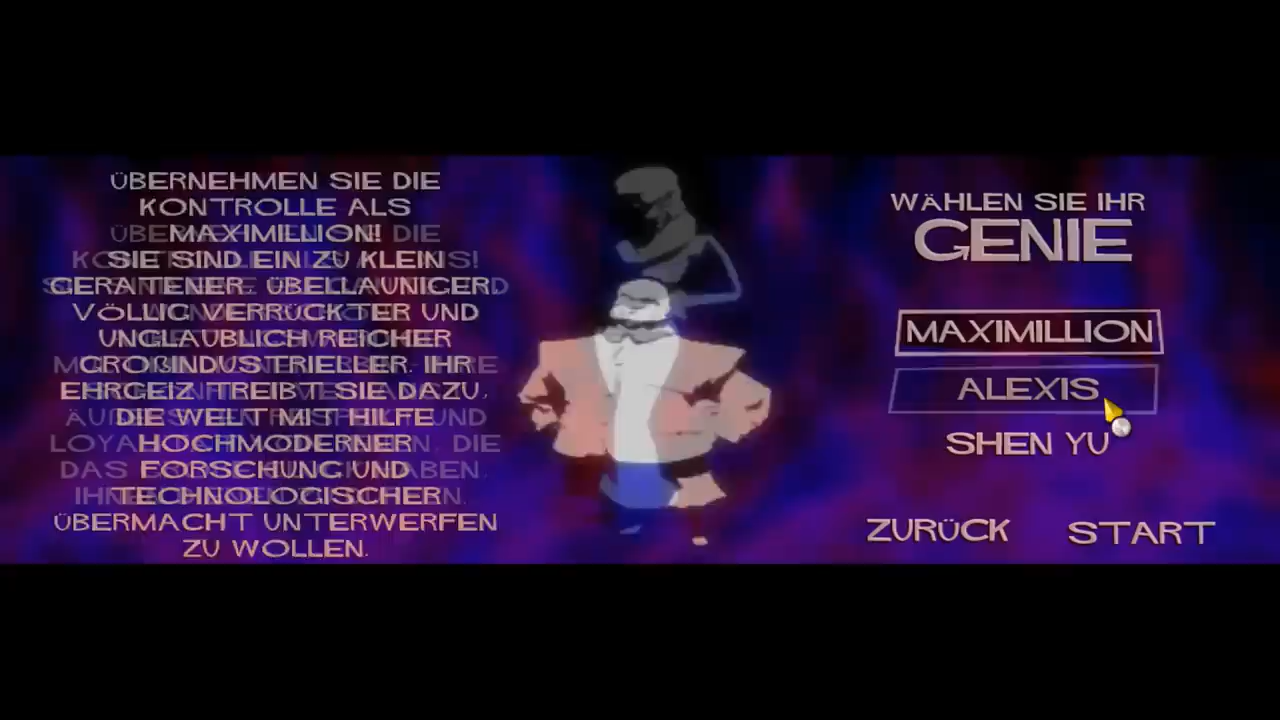 ÜBERNEHMEN SIE DIE
KONTROLLE ALS
MAXIMILLION!
SIE SIND EIN ZU KLEIN
GERATENER, ÜBELLAUNIGER,
VÖLLIG VERRÜCKTER UND
UNGLAUBLICH REICHER
GROßINDUSTRIELLER. IHR
EHRGEIZ TREIBT SIE DAZU,
DIE WELT MIT HILFE
HOCHMODERNER
FORSCHUNG UND
TECHNOLOGISCHER
ÜBERMACHT UNTERWERFEN
ZU WOLLEN.
WÄHLEN SIE IHR
GENIE
MAXIMILLION
ALEXIS
SHEN YU
ZURÜCK
START